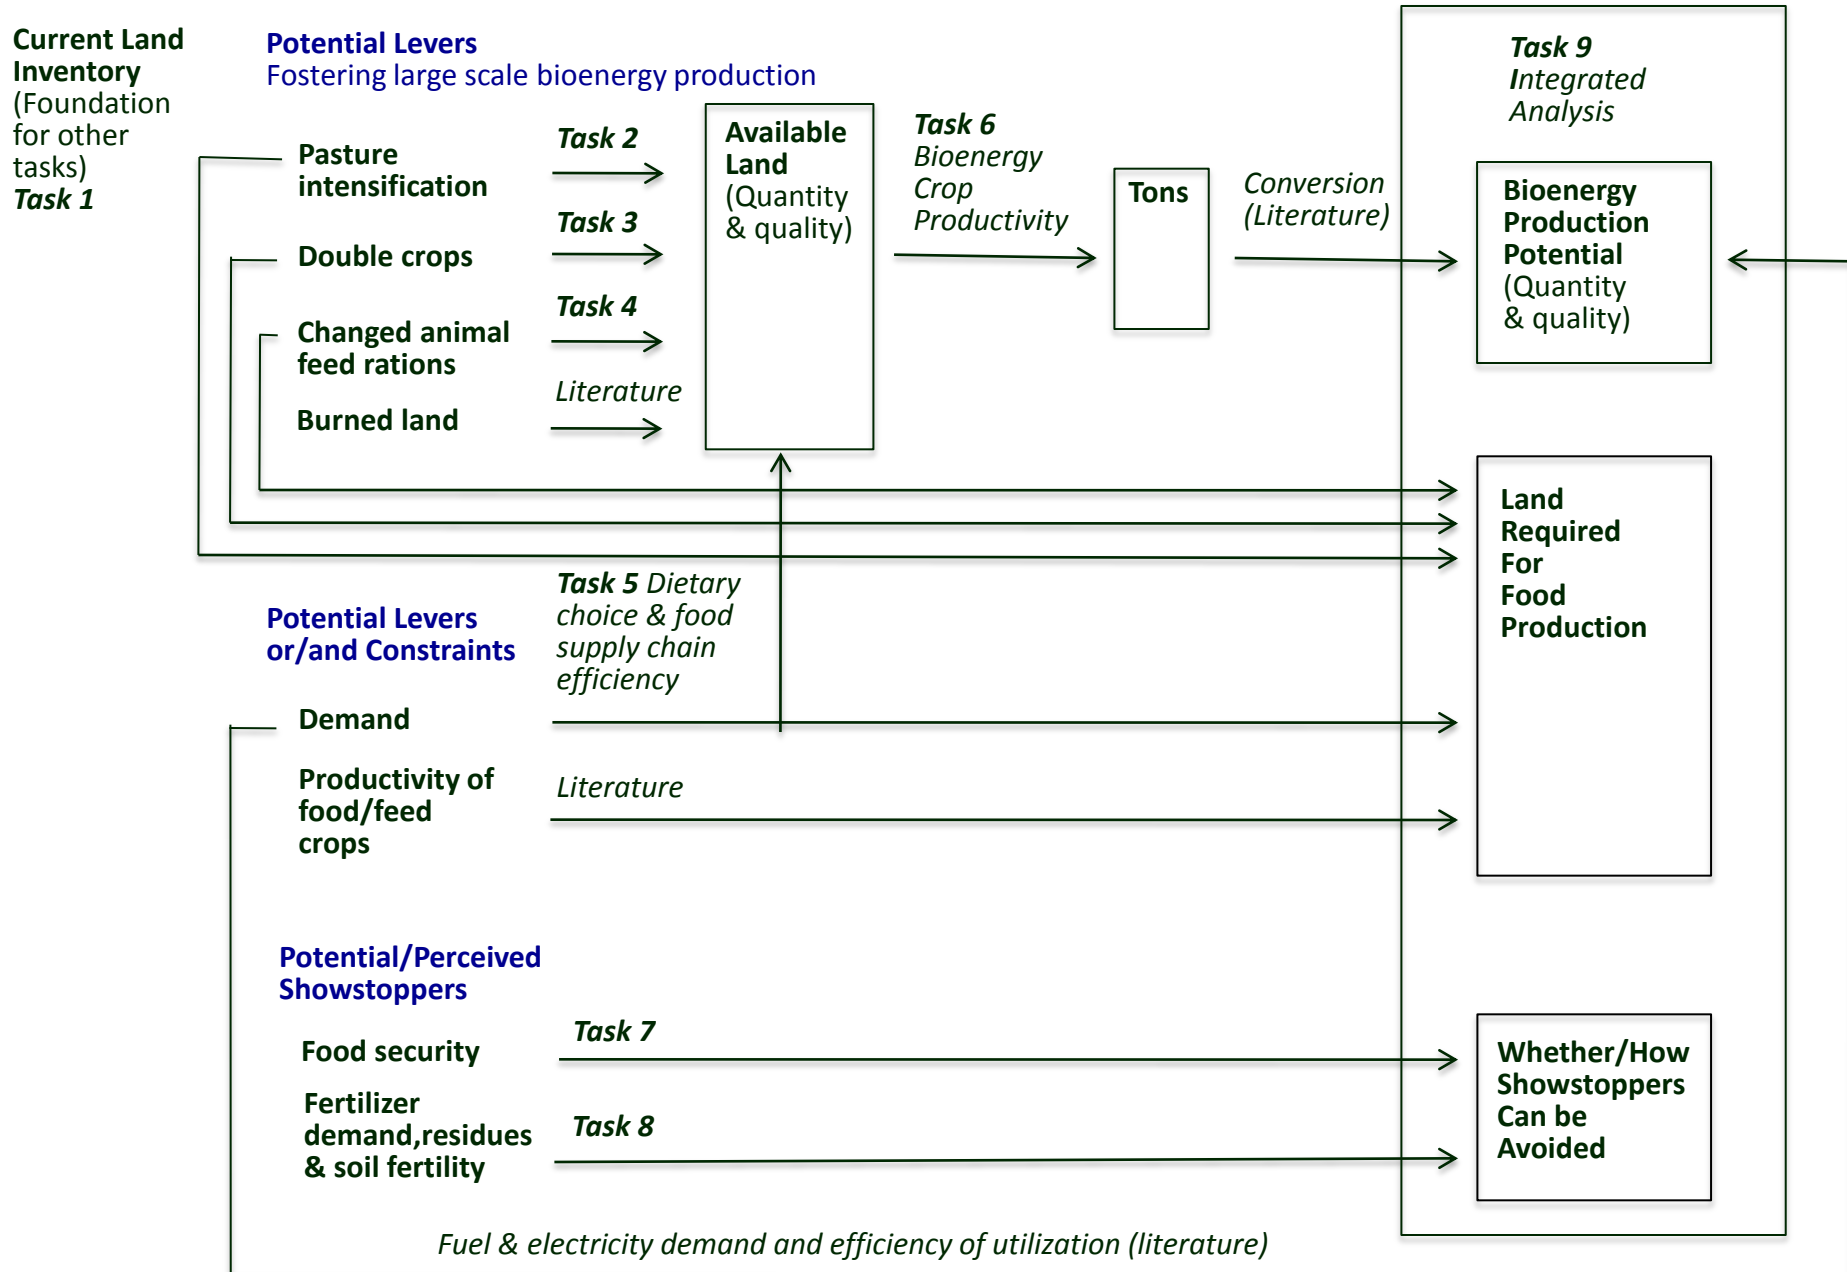 Current Land
Inventory
(Foundation
for other
tasks)
Task 1
Potential Levers
Fostering large scale bioenergy production
Pasture
intensification
Task 2
Double crops
Task 3
Changed animal
feed rations
Task 4
Burned land
Literature
Available
Land
(Quantity
& quality)
Task 6
Bioenergy
Crop
Productivity
Tons
Conversion
(Literature)
Task 9
Integrated
Analysis
Bioenergy
Production
Potential
(Quantity
& quality)
Land
Required
For
Food
Production
Potential Levers
or/and Constraints
Task 5 Dietary
choice & food
supply chain
efficiency
Demand
Productivity of
food/feed
crops
Literature
Potential/Perceived
Showstoppers
Food security
Task 7
Fertilizer
demand,residues
& soil fertility
Task 8
Whether/How
Showstoppers
Can be
Avoided
Fuel & electricity demand and efficiency of utilization (literature)